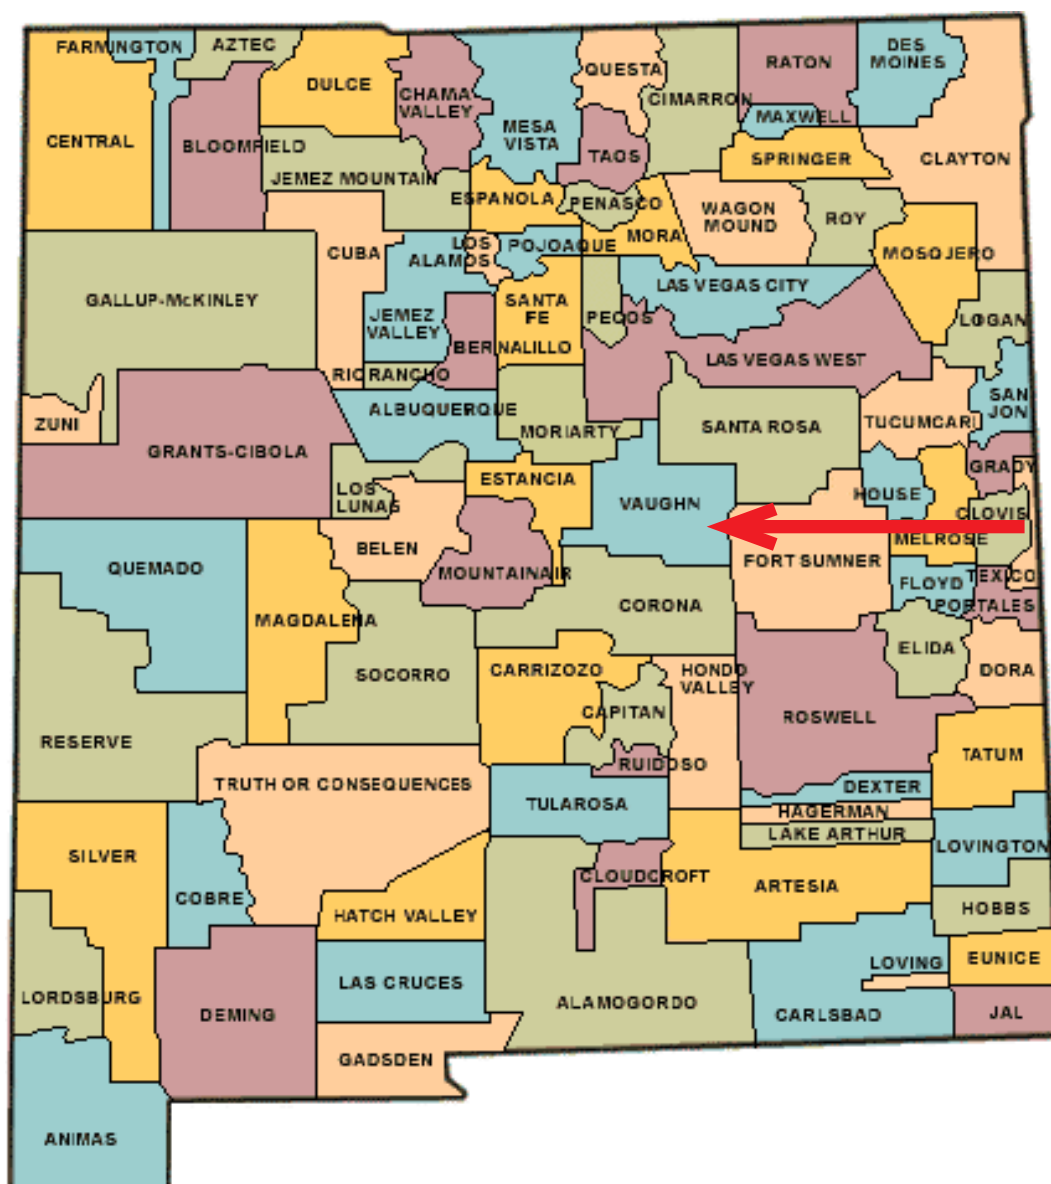 FARMINGTON
AZTEC
DULCE
CHAMA
VALLEY
MESA
VISTA
QUESTA
CIMARRON
RATON
DES
MOINES
MAXWELL
CENTRAL
BLOOMFIELD
JEMEZ MOUNTAIN
TAOS
SPRINGER
CLAYTON
ESPANOLA
PENASCO
WAGON
MOUND
ROY
MORA
CUBA
LOS
ALAMOS
POJOAQUE
MOSQJERO
GALLUP-McKINLEY
JEMEZ
VALLEY
SANTA
FE
PECOS
LAS VEGAS CITY
LOGAN
BERNALILLO
LAS VEGAS WEST
RIO RANCHO
ALBUQUERQUE
SAN
JON
ZUNI
GRANTS-CIBOLA
MORIARTY
SANTA ROSA
TUCUMCARI
GRADY
LOS
LUNAS
ESTANCIA
VAUGHN
HOUSE
CLOVIS
BELEN
MELROSE
QUEMADO
MOUNTAINAIR
FORT SUMNER
FLOYD
TEXICO
MAGDALENA
CORONA
PORTALES
ELIDA
SOCORRO
CARRIZOZO
HONDO
VALLEY
DORA
RESERVE
CAPITAN
ROSWELL
TATUM
RUIDOSO
TRUTH OR CONSEQUENCES
TULAROSA
DEXTER
HAGERMAN
LAKE ARTHUR
LOVINGTON
SILVER
COBRE
CLOUDCROFT
ARTESIA
HATCH VALLEY
HOBBS
LAS CRUCES
LOVING
EUNICE
LORDSBURG
DEMING
ALAMOGORDO
CARLSBAD
JAL
GADSDEN
ANIMAS